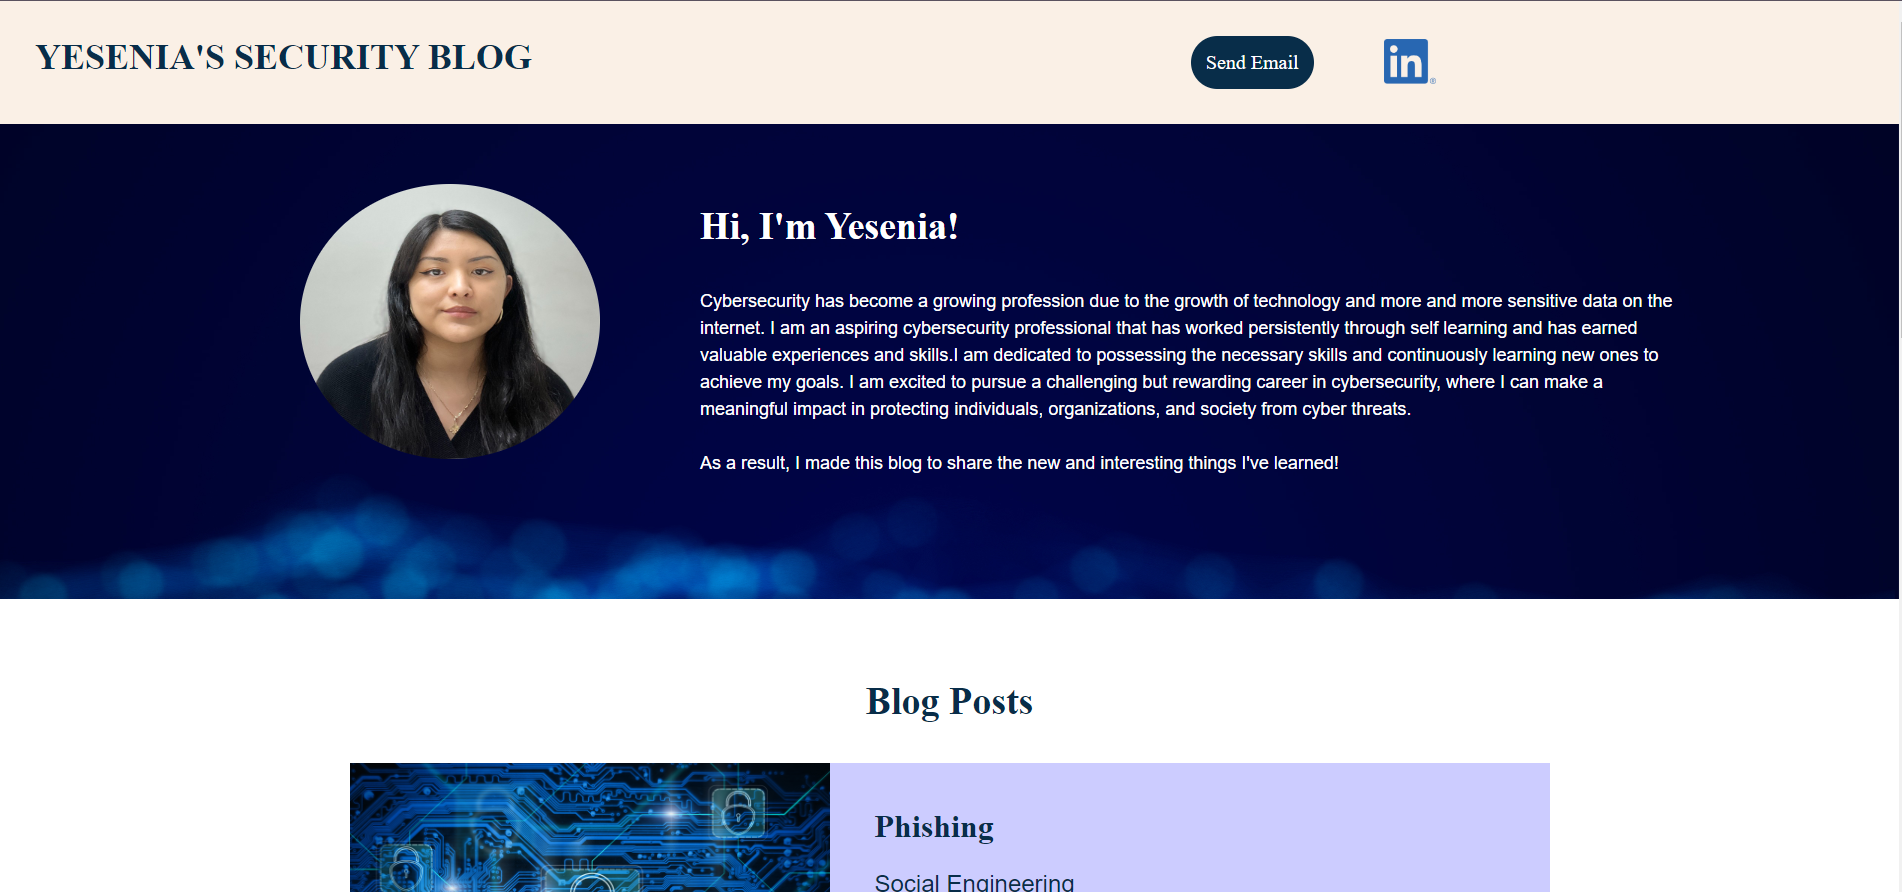 YESENIA'S SECURITY BLOG
Send Email
in
Hi, I'm Yesenia!
Cybersecurity has become a growing profession due to the growth of technology and more and more sensitive data on the
internet. I am an aspiring cybersecurity professional that has worked persistently through self learning and has earned
valuable experiences and skills.I am dedicated to possessing the necessary skills and continuously learning new ones to
achieve my goals. I am excited to pursue a challenging but rewarding career in cybersecurity, where I can make a
meaningful impact in protecting individuals, organizations, and society from cyber threats.
As a result, I made this blog to share the new and interesting things I've learned!
Blog Posts
Phishing
Social Engineering